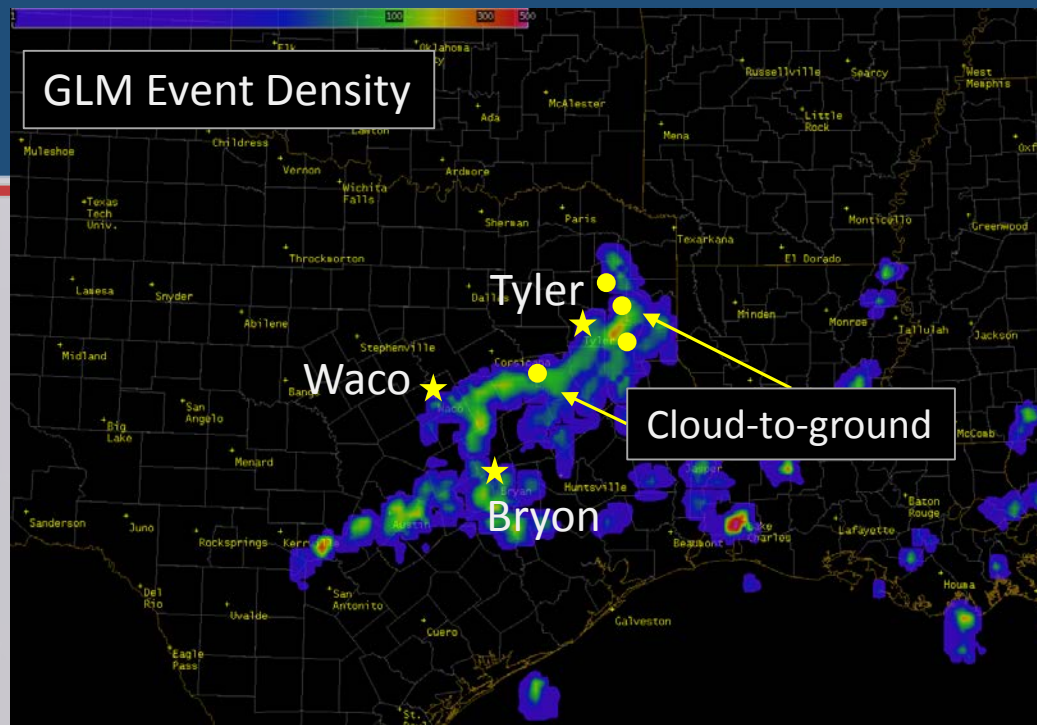 100 300 500
GLM Event Density
Oklahoma
Russellville
Searcy
West
Memphis
McAlester
Little
Rock
Ada
Lawton
Mena
Childress
Muleshoe
Vernon
Ardmore
Wichita
Falls
Texas
Tech
Univ.
Sherman
Paris
Monticello
Greenwood
Texarkana
El Dorado
Throckmorton
Tyler
Lamesa
Snyder
Dallas
Minden
Monroe
Tallulah
Jackson
Abilene
Stephenville
Tyler
Midland
Corsicana
Waco
San
Angelo
Waco
Cloud-to-ground
Big
Lake
McComb
Menard
Jasper
Huntsville
Bryan
Bryon
Baton
Rouge
Sanderson
Juno
Austin
Rocksprings
Beaumont
Lake
Charles
Lafayette
Houma
Del
Rio
San
Antonito
Uvalde
Galveston
Cuero
Eagle
Pass
St.